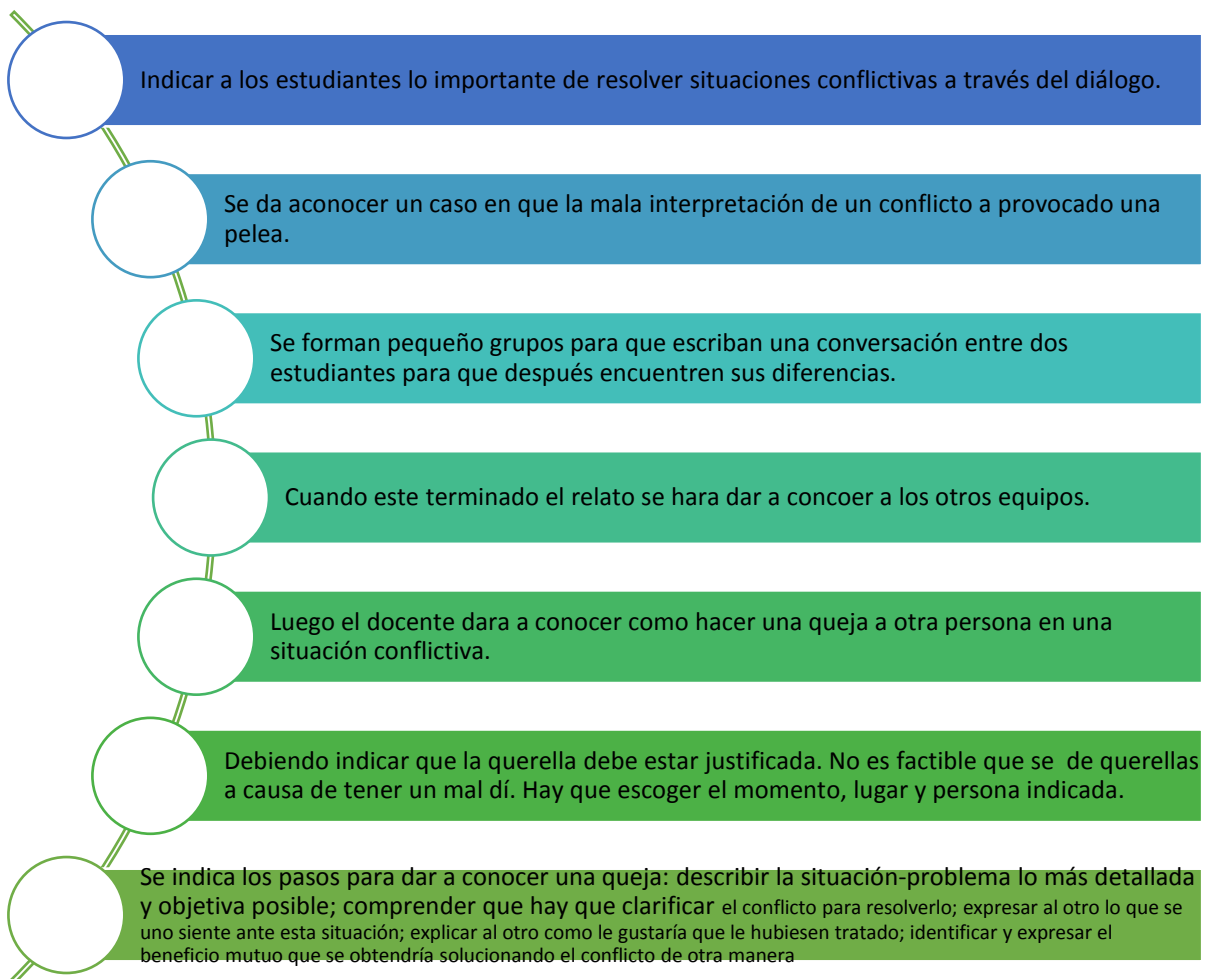 Indicar a los estudiantes lo importante de resolver situaciones conflictivas a través del diálogo.
Se da aconocer un caso en que la mala interpretación de un conflicto a provocado una
pelea.
Se forman pequeño grupos para que escriban una conversación entre dos
estudiantes para que después encuentren sus diferencias.
Cuando este terminado el relato se hara dar a concoer a los otros equipos.
Luego el docente dara a conocer como hacer una queja a otra persona en una
situación conflictiva.
Debiendo indicar que la querella debe estar justificada. No es factible que se  de querellas
a causa de tener un mal dí. Hay que escoger el momento, lugar y persona indicada.
Se indica los pasos para dar a conocer una queja: describir la situación-problema lo más detallada
y objetiva posible; comprender que hay que clarificar el conflicto para resolverlo; expresar al otro lo que se
uno siente ante esta situación; explicar al otro como le gustaría que le hubiesen tratado; identificar y expresar el
beneficio mutuo que se obtendría solucionando el conflicto de otra manera